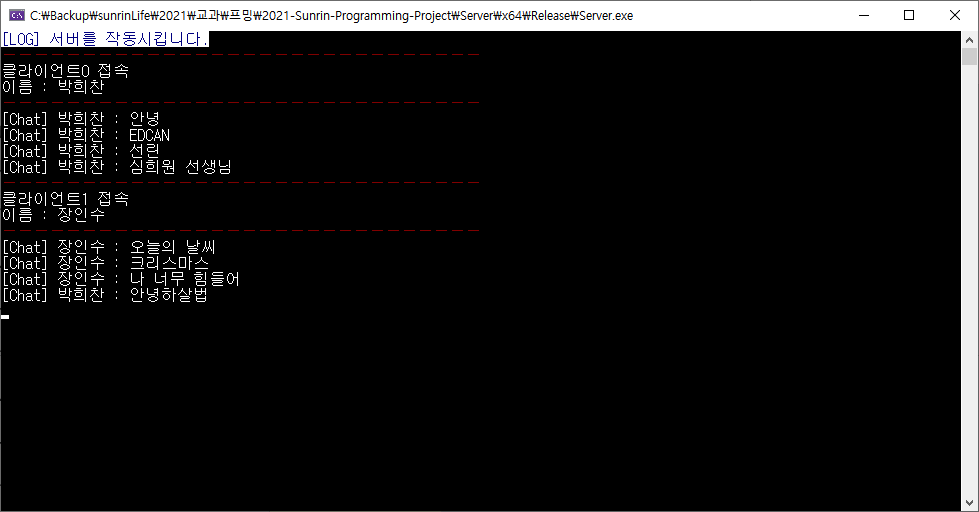 C:\Backup\sunrinLife\2021\교과\프밍\2021-Sunrin-Programming-Project\Server\x64\Release\Server.exe
[LOG] 서버를 작동시킵니다.
클라이언트0 접속
이름 : 박희찬
[Chat] 박희찬 : 안녕
[Chat] 박희찬 : EDCAN
[Chat] 박희찬 : 선린
[Chat] 박희찬 : 심희원 선생님
클라이언트1 접속
이름 : 장인수
[Chat] 장인수 : 오늘의 날씨
[Chat] 장인수 : 크리스마스
[Chat] 장인수 : 나 너무 힘들어
[Chat] 박희찬 : 안녕하살법